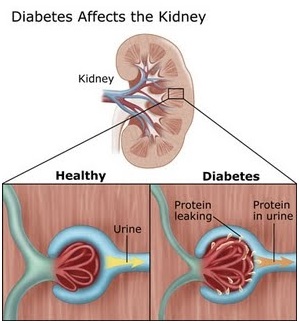 Diabetes Affects the Kidney
Kidney
Healthy
Diabetes
Urine
Protein
leaking
Protein
in urine